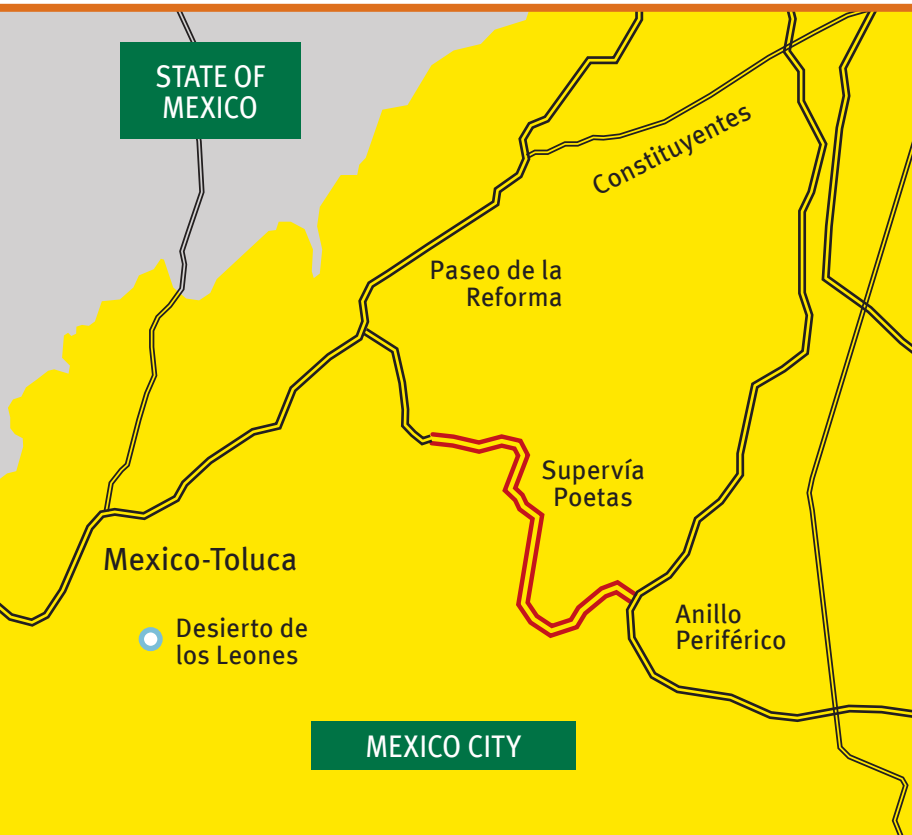 STATE OF
MEXICO
Constituyentes
Paseo de la
Reforma
Supervía
Poetas
Mexico-Toluca
Anillo
Periférico
Desierto de
los Leones
MEXICO CITY